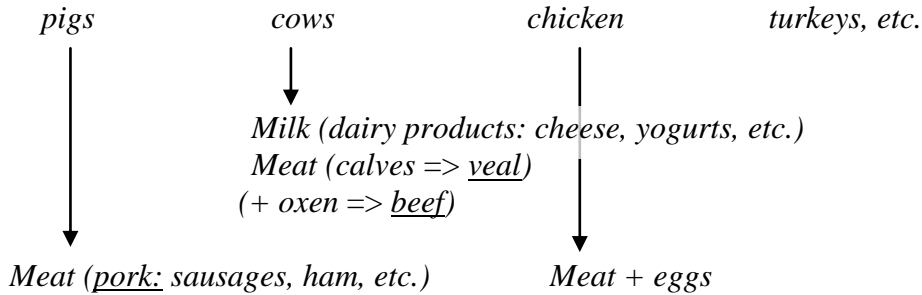 pigs cows chicken turkeys, etc.
Milk (dairy products: cheese, yogurts, etc.)
Meat (calves => veal)
(+ oxen => beef)
Meat (pork: sausages, ham, etc.) Meat + eggs